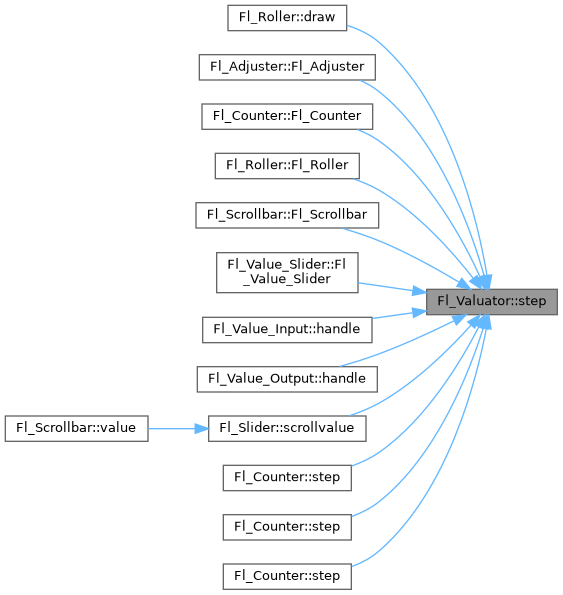 Fl_Roller::draw
Fl_Adjuster::Fl_Adjuster
Fl_Counter::Fl_Counter
Fl_Roller::Fl_Roller
Fl_Scrollbar::Fl_Scrollbar
Fl_Value_Slider::Fl
_Value_Slider
Fl_Valuator::step
Fl_Value_Input::handle
Fl_Value_Output::handle
Fl_Scrollbar::value
Fl_Slider::scrollvalue
Fl_Counter::step
Fl_Counter::step
Fl_Counter::step